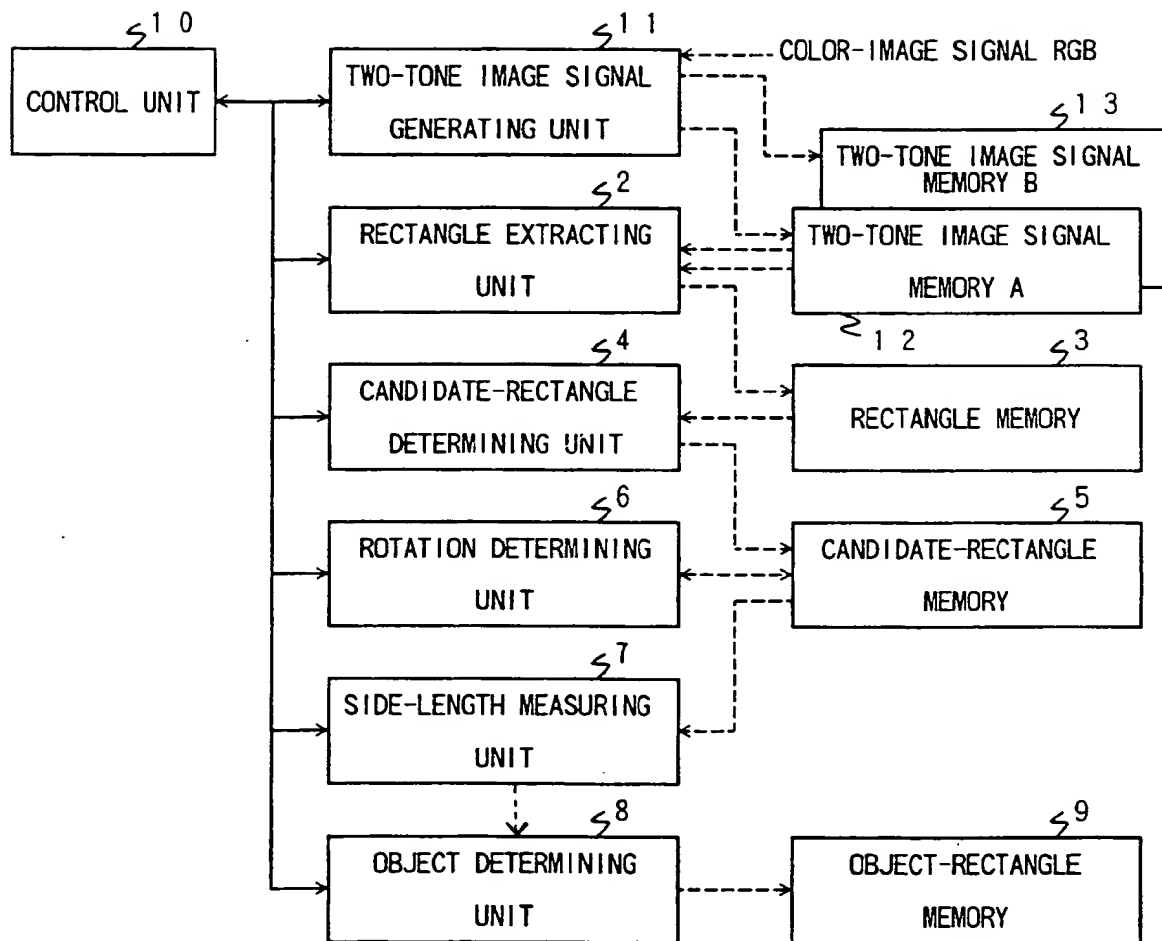 10
CONTROL UNIT
11
TWO-TONE IMAGE SIGNAL
GENERATING UNIT
COLOR-IMAGE SIGNAL RGB
13
TWO-TONE IMAGE SIGNAL
MEMORY B
2
RECTANGLE EXTRACTING
UNIT
TWO-TONE IMAGE SIGNAL
MEMORY A
12
4
CANDIDATE-RECTANGLE
DETERMINING UNIT
3
RECTANGLE MEMORY
6
ROTATION DETERMINING
UNIT
5
CANDIDATE-RECTANGLE
MEMORY
7
SIDE-LENGTH MEASURING
UNIT
8
OBJECT DETERMINING
UNIT
9
OBJECT-RECTANGLE
MEMORY